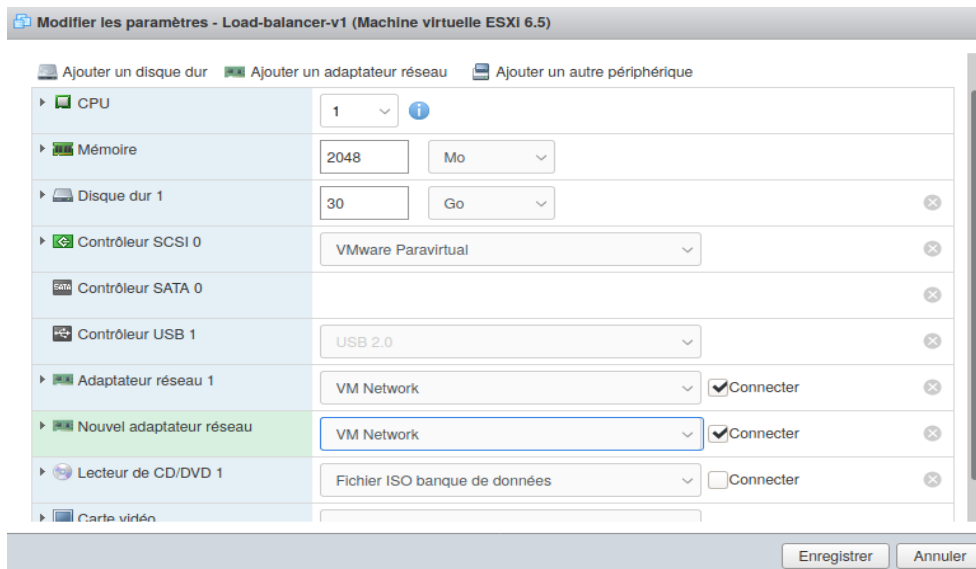 Modifier les paramètres - Load-balancer-v1 (Machine virtuelle ESXi 6.5)
Ajouter un disque dur Ajouter un adaptateur réseau Ajouter un autre périphérique
CPU 1
Mémoire 2048 Mo
Disque dur 1 30 Go
Contrôleur SCSI 0 VMware Paravirtual
SATA Contrôleur SATA 0
Contrôleur USB 1 USB 2.0
Adaptateur réseau 1 VM Network Connecter
Nouvel adaptateur réseau VM Network Connecter
Lecteur de CD/DVD 1 Fichier ISO banque de données Connecter
Carte vidéo
Enregistrer Annuler